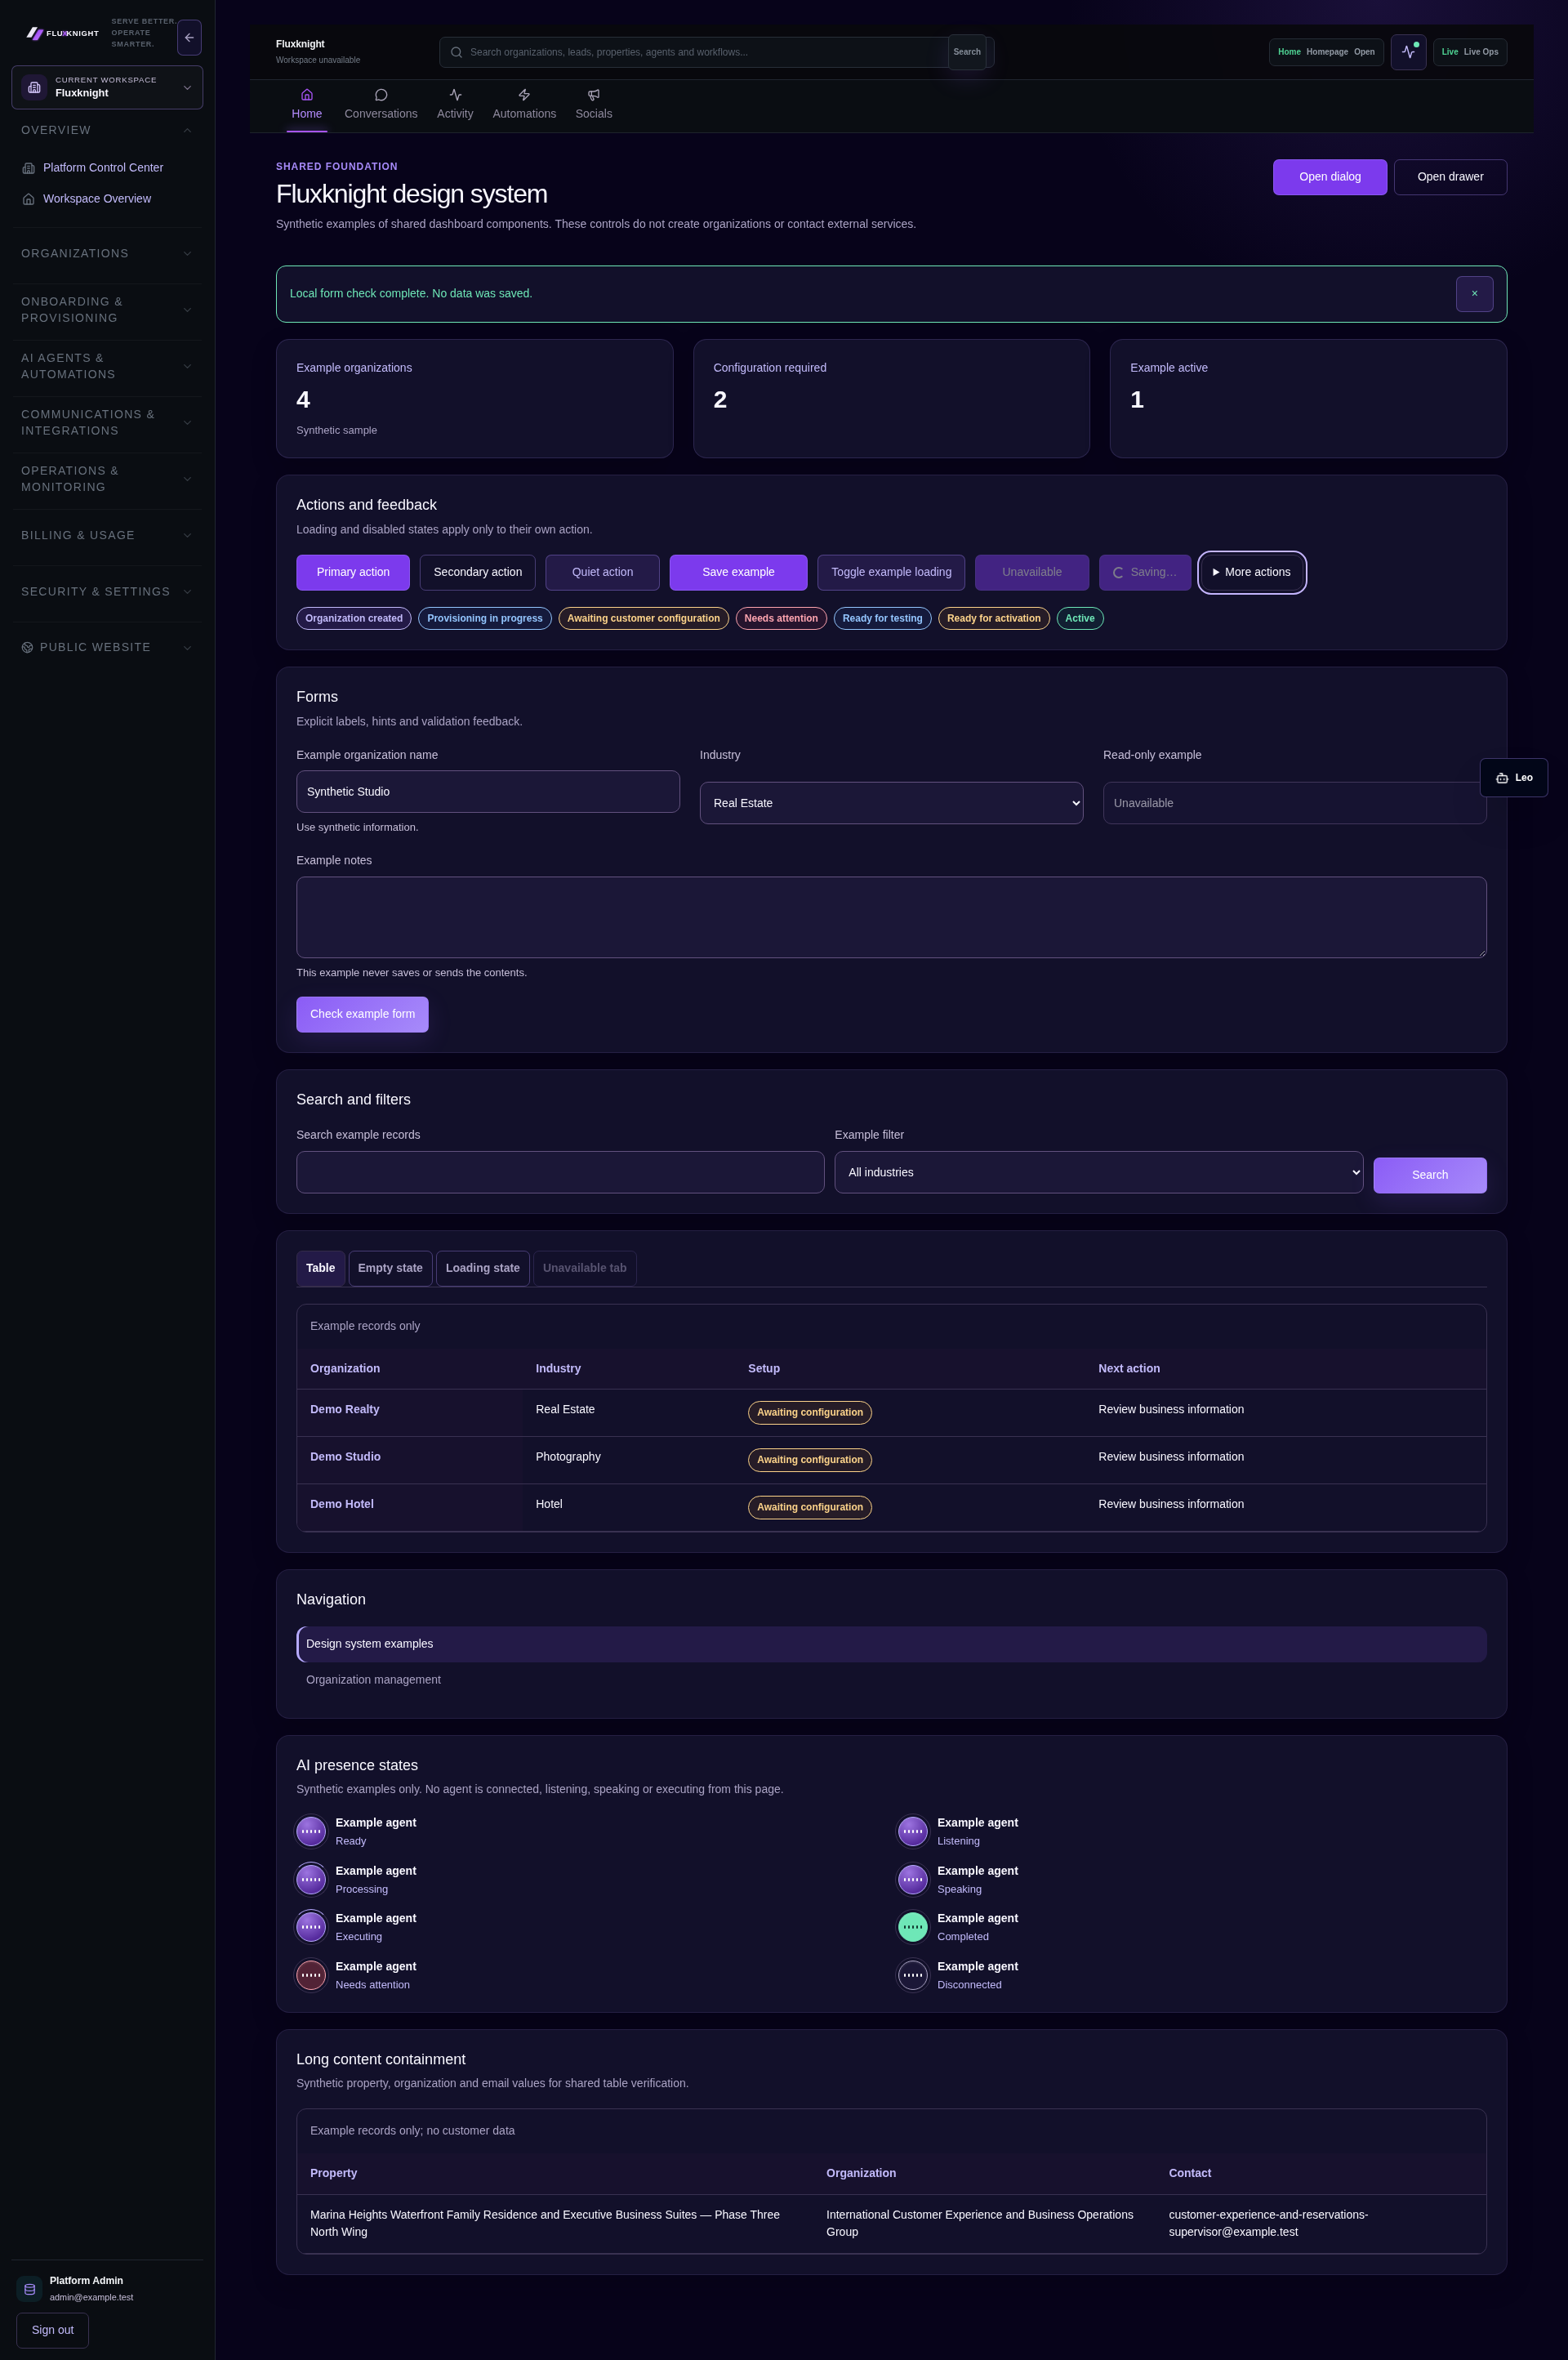 FLUXKNIGHT
SERVE BETTER.
OPERATE
SMARTER.
CURRENT WORKSPACE
Fluxknight
OVERVIEW
Platform Control Center
Workspace Overview
ORGANIZATIONS
ONBOARDING &
PROVISIONING
AI AGENTS &
AUTOMATIONS
COMMUNICATIONS &
INTEGRATIONS
OPERATIONS &
MONITORING
BILLING & USAGE
SECURITY & SETTINGS
PUBLIC WEBSITE
Platform Admin
admin@example.test
Sign out
Fluxknight
Workspace unavailable
Search organizations, leads, properties, agents and workflows...
Search
Home Homepage Open
Live Live Ops
Home
Conversations
Activity
Automations
Socials
SHARED FOUNDATION
Fluxknight design system
Synthetic examples of shared dashboard components. These controls do not create organizations or contact external services.
Open dialog
Open drawer
Local form check complete. No data was saved.
×
Example organizations
4
Synthetic sample
Configuration required
2
Example active
1
Actions and feedback
Loading and disabled states apply only to their own action.
Primary action
Secondary action
Quiet action
Save example
Toggle example loading
Unavailable
Saving…
More actions
Organization created
Provisioning in progress
Awaiting customer configuration
Needs attention
Ready for testing
Ready for activation
Active
Forms
Explicit labels, hints and validation feedback.
Example organization name
Synthetic Studio
Use synthetic information.
Industry
Real Estate
Read-only example
Unavailable
Leo
Example notes
This example never saves or sends the contents.
Check example form
Search and filters
Search example records
Example filter
All industries
Search
Table
Empty state
Loading state
Unavailable tab
Example records only
Organization Industry Setup Next action
Demo Realty Real Estate Awaiting configuration Review business information
Demo Studio Photography Awaiting configuration Review business information
Demo Hotel Hotel Awaiting configuration Review business information
Navigation
Design system examples
Organization management
AI presence states
Synthetic examples only. No agent is connected, listening, speaking or executing from this page.
Example agent
Ready
Example agent
Listening
Example agent
Processing
Example agent
Speaking
Example agent
Executing
Example agent
Completed
Example agent
Needs attention
Example agent
Disconnected
Long content containment
Synthetic property, organization and email values for shared table verification.
Example records only; no customer data
Property Organization Contact
Marina Heights Waterfront Family Residence and Executive Business Suites — Phase Three
North Wing
International Customer Experience and Business Operations
Group
customer-experience-and-reservations-
supervisor@example.test